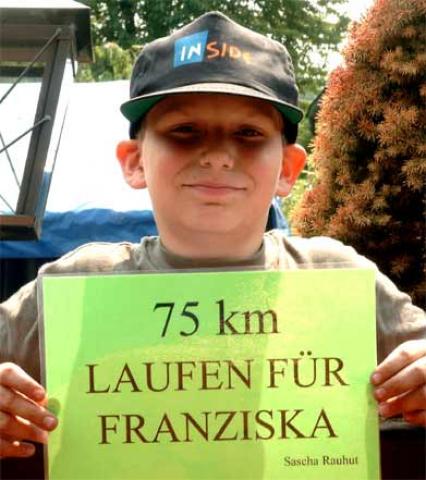 INSIDE
75 km
LAUFEN FÜR
FRANZISKA
Sascha Rauhut